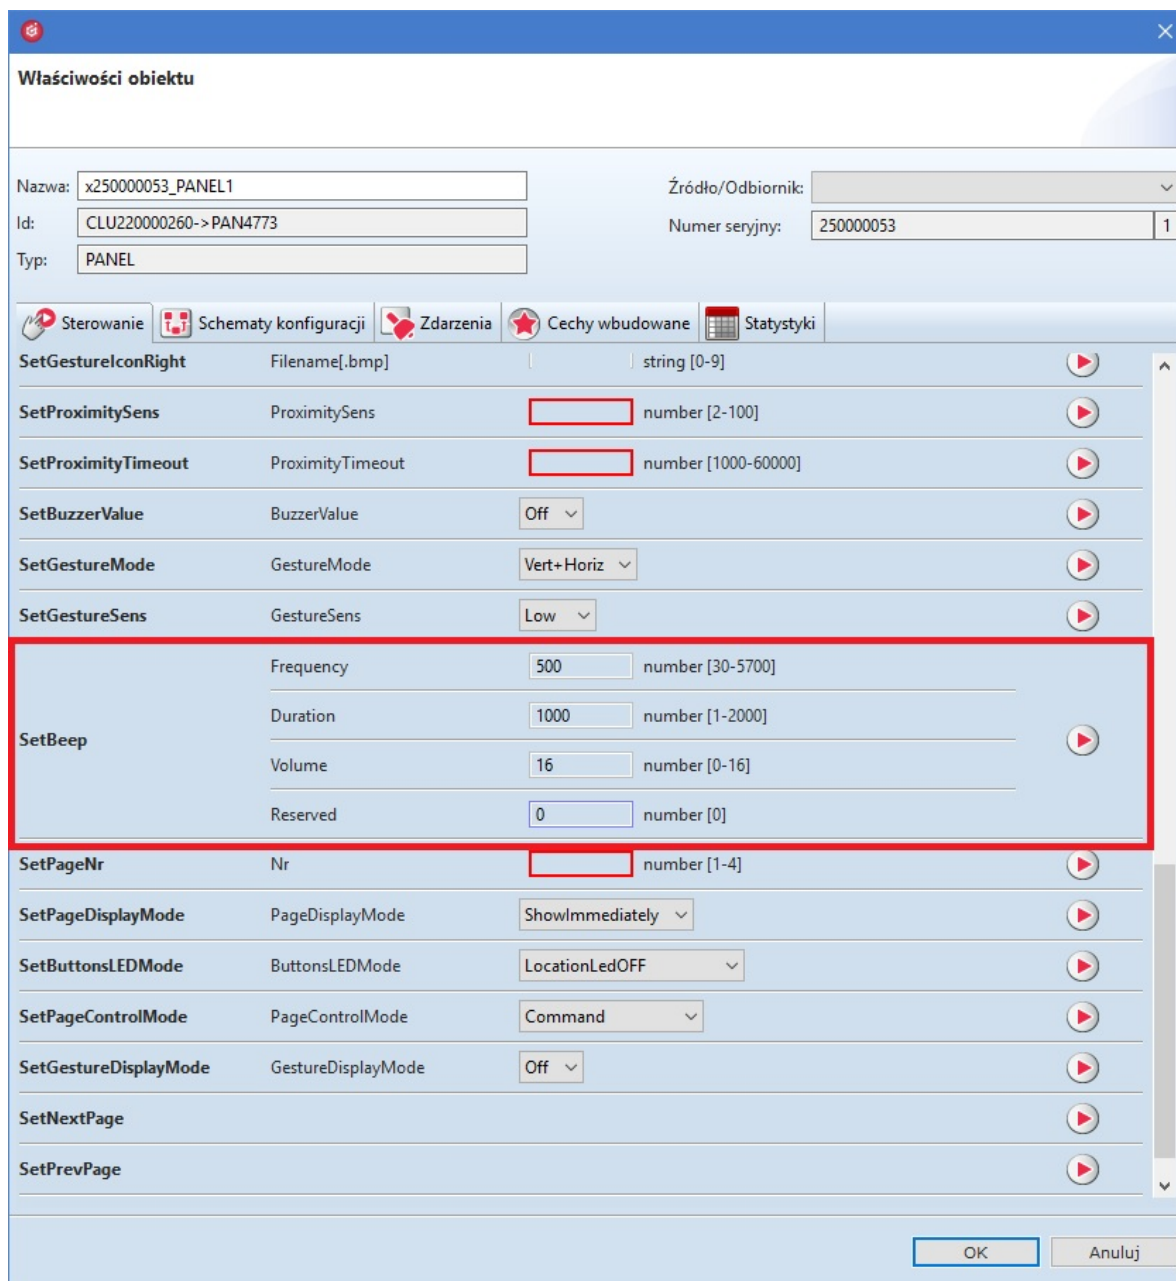 Właściwości obiektu
Nazwa: x250000053_PANEL1 Źródło/Odbiornik:
Id: CLU220000260->PAN4773 Numer seryjny: 250000053 1
Typ: PANEL
Sterowanie Schematy konfiguracji Zdarzenia Cechy wbudowane Statystyki
SetGestureIconRight Filename[.bmp] string [0-9]
SetProximitySens ProximitySens number [2-100]
SetProximityTimeout ProximityTimeout number [1000-60000]
SetBuzzerValue BuzzerValue Off
SetGestureMode GestureMode Vert+Horiz
SetGestureSens GestureSens Low
Frequency 500 number [30-5700]
Duration 1000 number [1-2000]
SetBeep
Volume 16 number [0-16]
Reserved 0 number [0]
SetPageNr Nr number [1-4]
SetPageDisplayMode PageDisplayMode ShowImmediately
SetButtonsLEDMode ButtonsLEDMode LocationLedOFF
SetPageControlMode PageControlMode Command
SetGestureDisplayMode GestureDisplayMode Off
SetNextPage
SetPrevPage
OK Anuluj